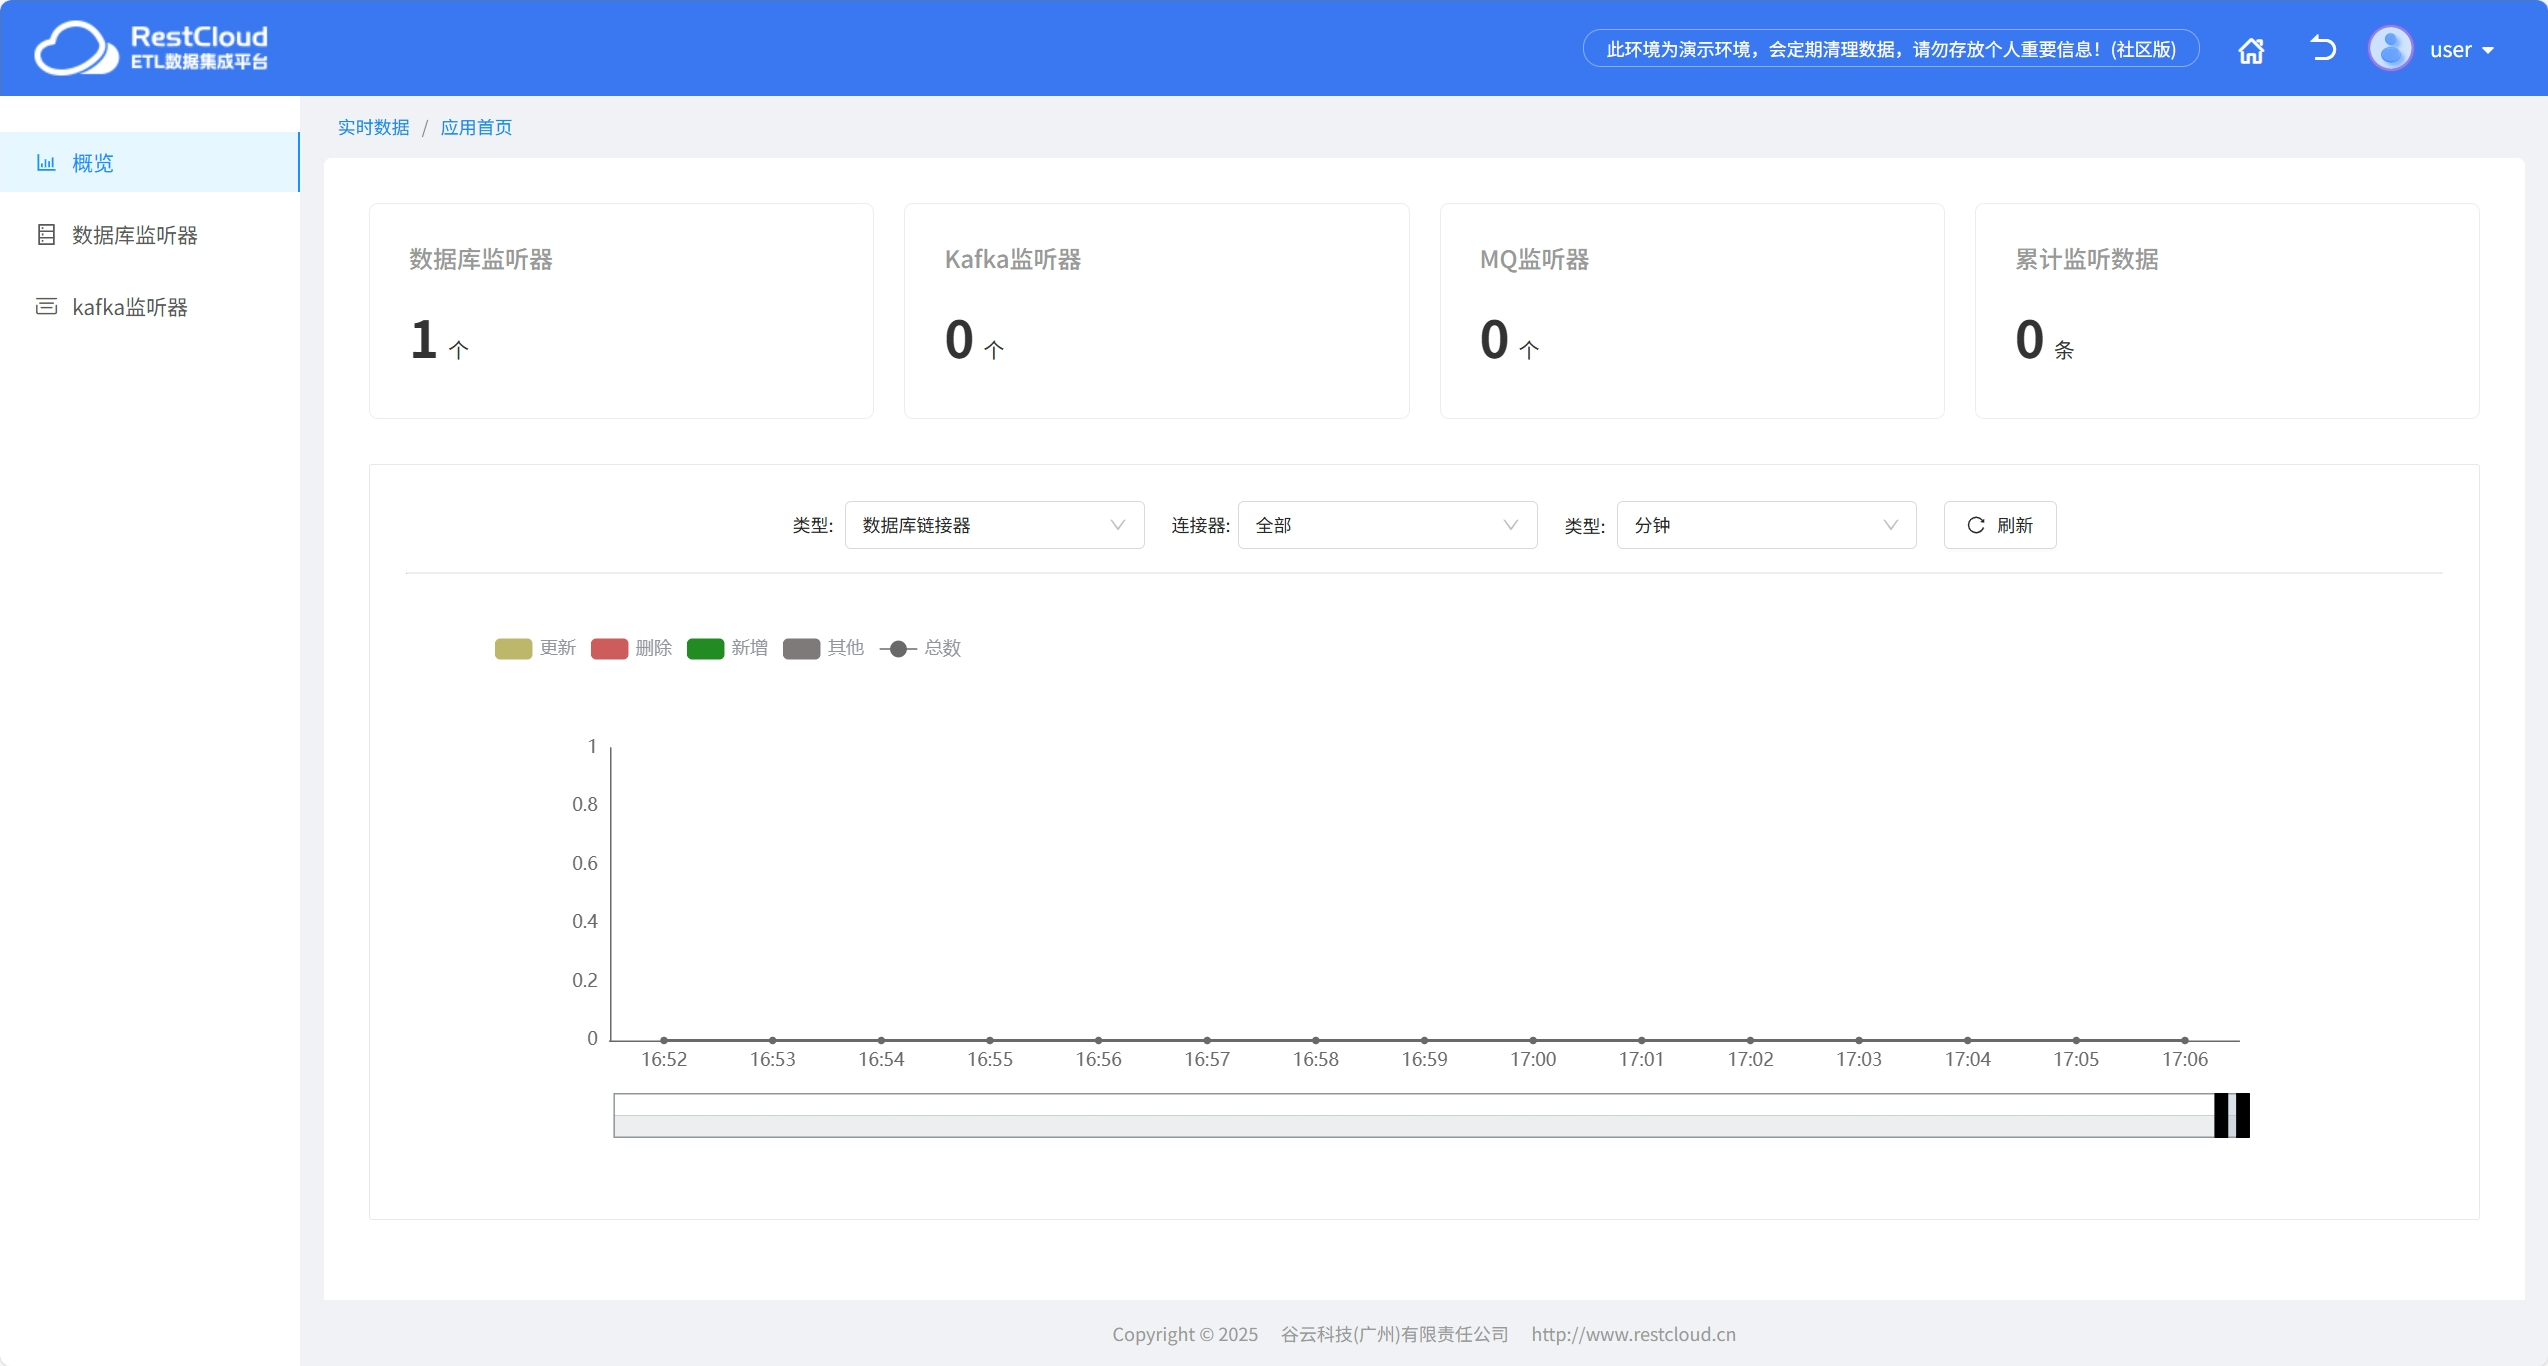 RestCloud
ETL数据集成平台
此环境为演示环境，会定期清理数据，请勿存放个人重要信息！(社区版)
user
概览
数据库监听器
kafka监听器
实时数据 / 应用首页
数据库监听器
1 个
Kafka监听器
0 个
MQ监听器
0 个
累计监听数据
0 条
类型: 数据库链接器 连接器: 全部 类型: 分钟 刷新
更新 删除 新增 其他 总数
1
0.8
0.6
0.4
0.2
0
16:52 16:53 16:54 16:55 16:56 16:57 16:58 16:59 17:00 17:01 17:02 17:03 17:04 17:05 17:06
Copyright © 2025 谷云科技(广州)有限责任公司 http://www.restcloud.cn